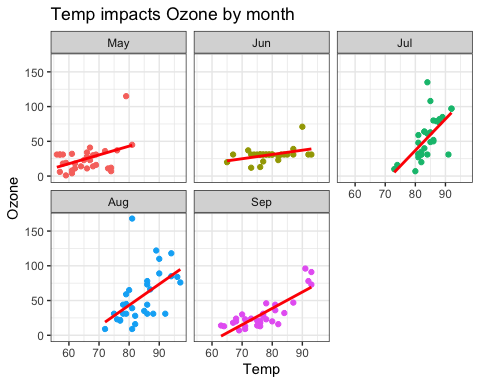 Temp impacts Ozone by month
May Jun Jul
150
100
50
0
60 70 80 90
Aug Sep
150
100
50
0
60 70 80 90 60 70 80 90
Ozone
Temp